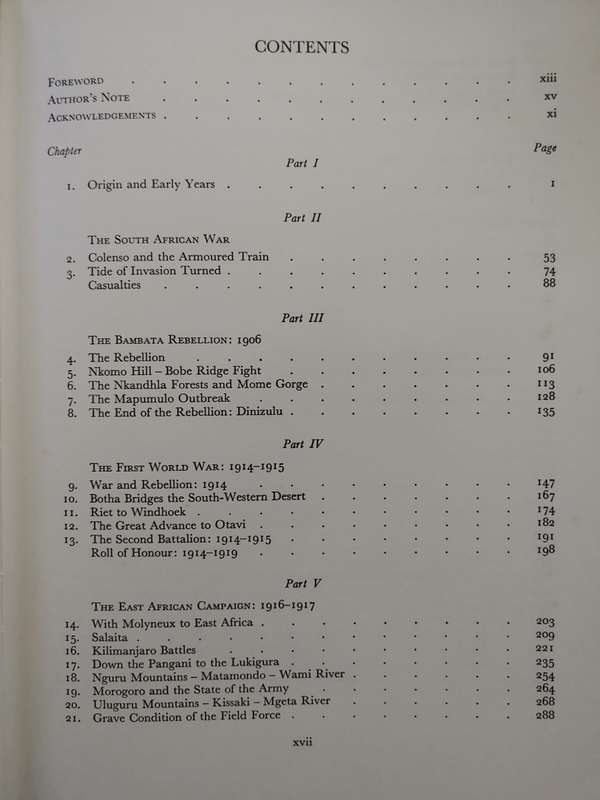 CONTENTS
FOREWORD . . . . . . . . . . . . . xiii
AUTHOR'S NOTE . . . . . . . . . . . . xv
ACKNOWLEDGEMENTS . . . . . . . . . . . . xi
Chapter Page
Part I
1. Origin and Early Years . . . . . . . . . . 1
Part II
THE SOUTH AFRICAN WAR
2. Colenso and the Armoured Train . . . . . . . . 53
3. Tide of Invasion Turned . . . . . . . . . . 74
Casualties . . . . . . . . . . . . 88
Part III
THE BAMBATA REBELLION: 1906
4. The Rebellion . . . . . . . . . . . 91
5. Nkomo Hill – Bobe Ridge Fight . . . . . . . . 106
6. The Nkandhla Forests and Mome Gorge . . . . . . . 113
7. The Mapumulo Outbreak . . . . . . . . . 128
8. The End of the Rebellion: Dinizulu . . . . . . . . 135
Part IV
THE FIRST WORLD WAR: 1914–1915
9. War and Rebellion: 1914 . . . . . . . . . 147
10. Botha Bridges the South-Western Desert . . . . . . . 167
11. Riet to Windhoek . . . . . . . . . . . 174
12. The Great Advance to Otavi . . . . . . . . . 182
13. The Second Battalion: 1914–1915 . . . . . . . . 191
Roll of Honour: 1914–1919 . . . . . . . . . 198
Part V
THE EAST AFRICAN CAMPAIGN: 1916–1917
14. With Molyneux to East Africa . . . . . . . . . 203
15. Salaita . . . . . . . . . . . . . 209
16. Kilimanjaro Battles . . . . . . . . . . 221
17. Down the Pangani to the Lukigura . . . . . . . . 235
18. Nguru Mountains – Matamondo – Wami River . . . . . . 254
19. Morogoro and the State of the Army . . . . . . . 264
20. Uluguru Mountains – Kissaki – Mgeta River . . . . . . 268
21. Grave Condition of the Field Force . . . . . . . . 288
xvii